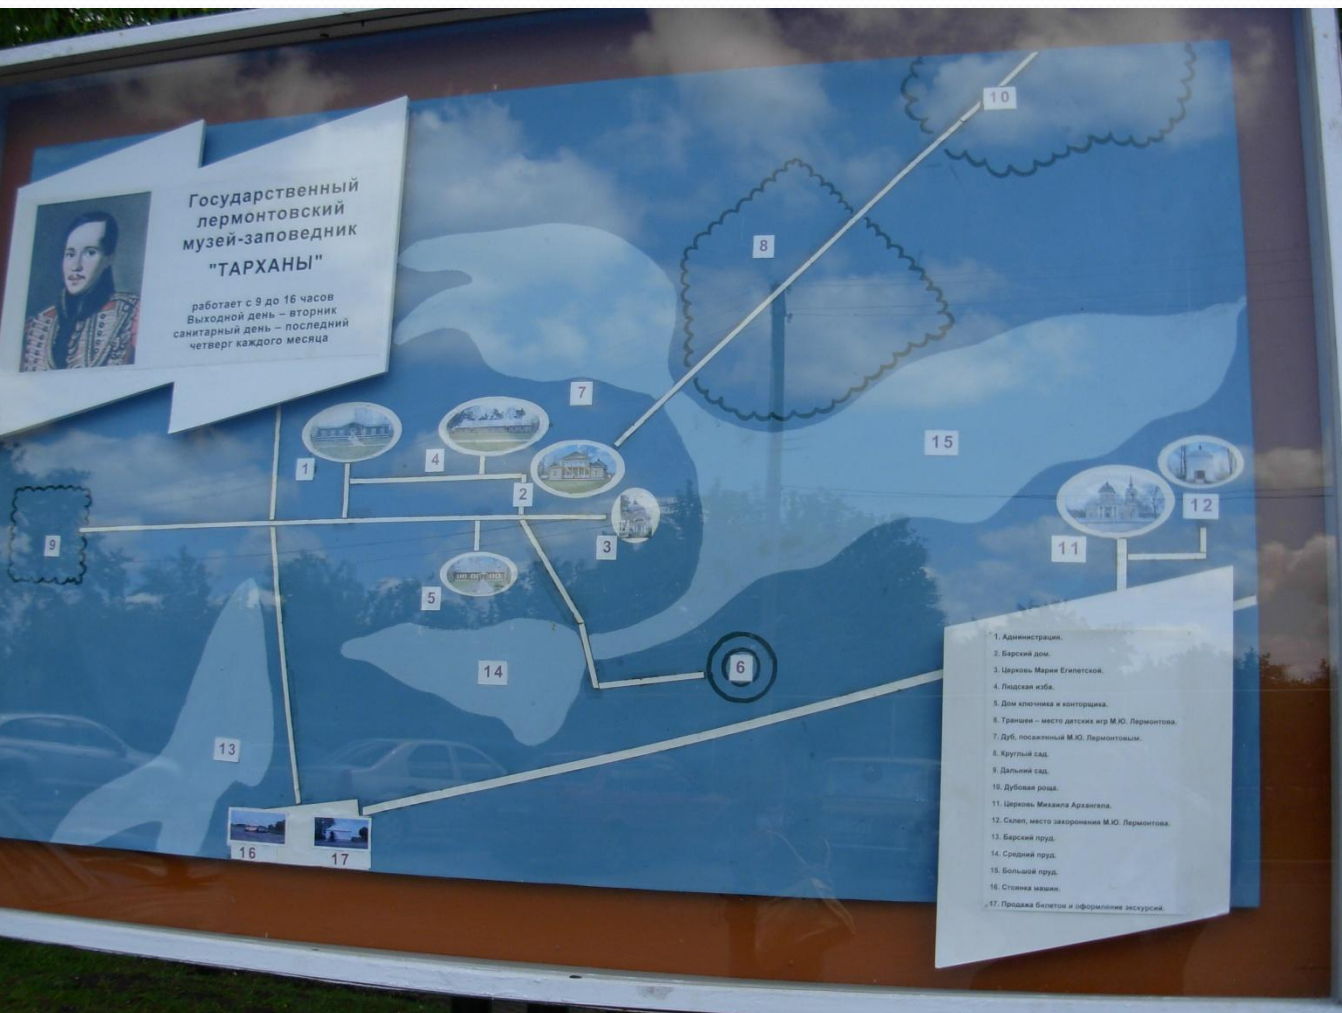 Государственный
лермонтовский
музей-заповедник
"ТАРХАНЫ"
работает с 9 до 16 часов
Выходной день – вторник
санитарный день – последний
четверг каждого месяца
10
8
7
15
1
4
2
12
9
3
11
5
6
14
13
16
17
1. Администрация.
2. Барский дом.
3. Церковь Марии Египетской.
4. Людская изба.
5. Дом ключника и конторщика.
6. Траншеи – место детских игр М.Ю. Лермонтова.
7. Дуб, посаженный М.Ю. Лермонтовым.
8. Круглый сад.
9. Дальний сад.
10. Дубовая роща.
11. Церковь Михаила Архангела.
12. Склеп, место захоронения М.Ю. Лермонтова.
13. Барский пруд.
14. Средний пруд.
15. Большой пруд.
16. Стоянка машин.
17. Продажа билетов и оформление экскурсий.